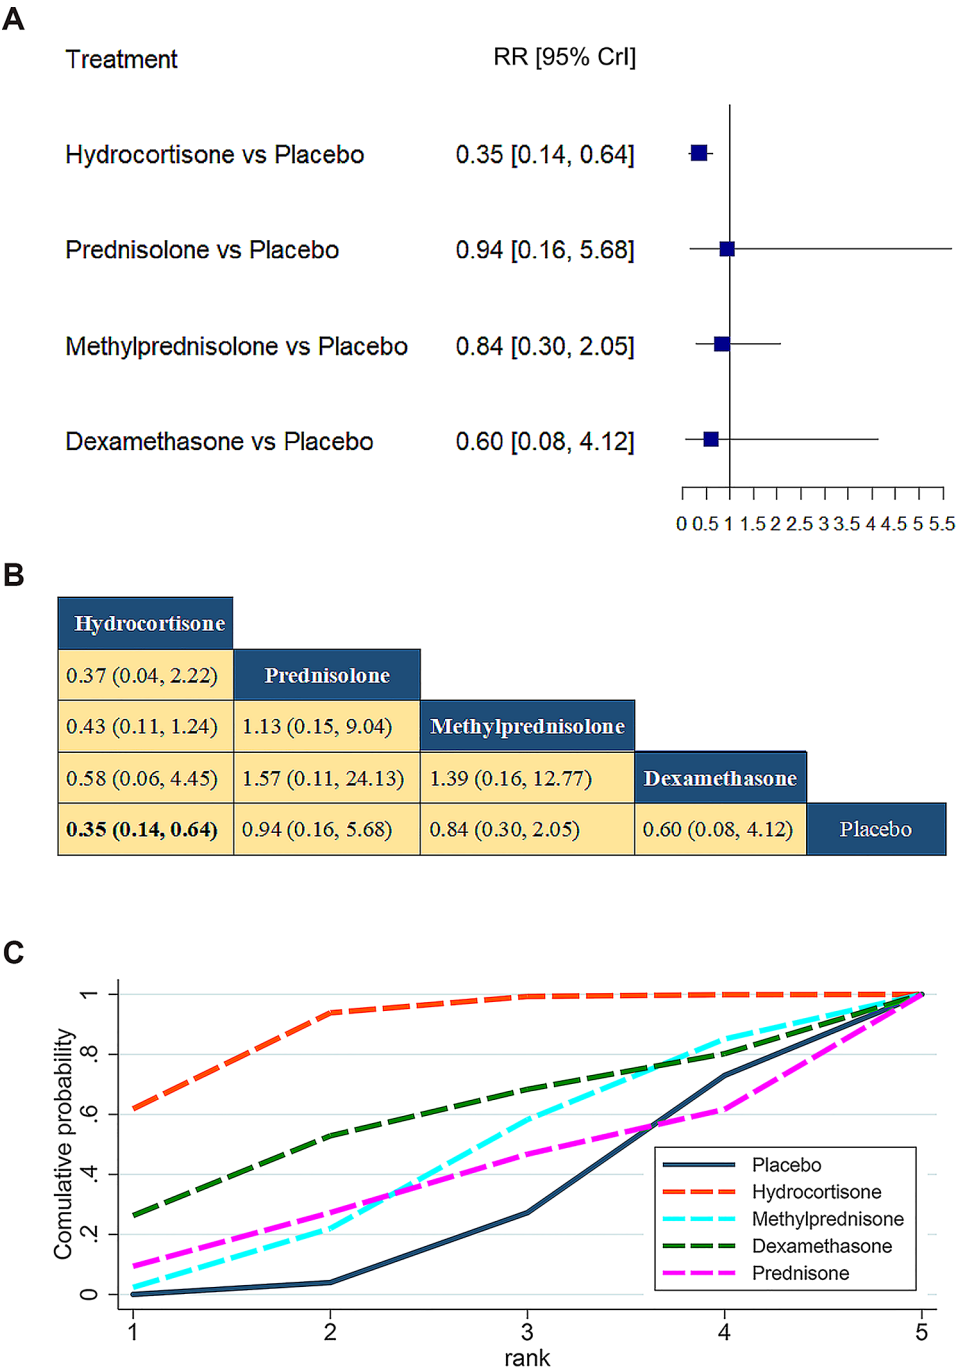 A
Treatment RR [95% CrI]
Hydrocortisone vs Placebo 0.35 [0.14, 0.64]
Prednisolone vs Placebo 0.94 [0.16, 5.68]
Methylprednisolone vs Placebo 0.84 [0.30, 2.05]
Dexamethasone vs Placebo 0.60 [0.08, 4.12]
0 0.5 1 1.5 2 2.5 3 3.5 4 4.5 5 5.5
B
Hydrocortisone
0.37 (0.04, 2.22) Prednisolone
0.43 (0.11, 1.24) 1.13 (0.15, 9.04) Methylprednisolone
0.58 (0.06, 4.45) 1.57 (0.11, 24.13) 1.39 (0.16, 12.77) Dexamethasone
0.35 (0.14, 0.64) 0.94 (0.16, 5.68) 0.84 (0.30, 2.05) 0.60 (0.08, 4.12) Placebo
C
Comulative probability
1
.8
.6
.4
.2
0
Placebo
Hydrocortisone
Methylprednisone
Dexamethasone
Prednisone
1 2 3 4 5
rank